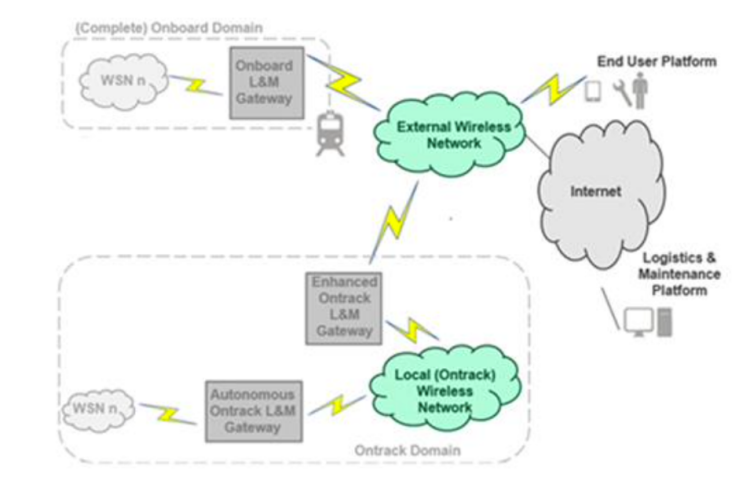 (Complete) Onboard Domain
WSN n
Onboard
L&M
Gateway
End User Platform
External Wireless
Network
Internet
Logistics &
Maintenance
Platform
Enhanced
Ontrack
L&M
Gateway
Local (Ontrack)
Wireless
Network
WSN n
Autonomous
Ontrack L&M
Gateway
Ontrack Domain